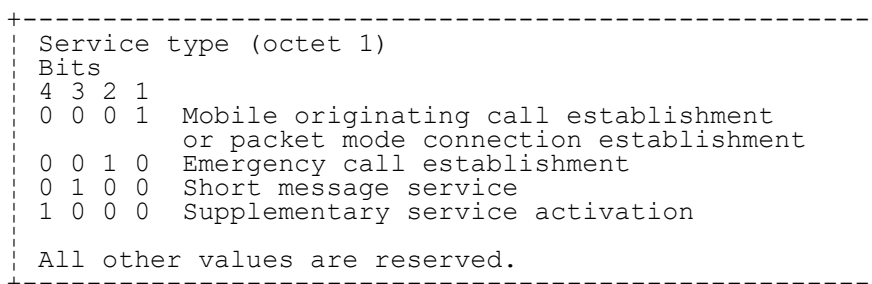 Service type (octet 1)
Bits
4 3 2 1
0 0 0 1 Mobile originating call establishment
or packet mode connection establishment
0 0 1 0 Emergency call establishment
0 1 0 0 Short message service
1 0 0 0 Supplementary service activation
All other values are reserved.